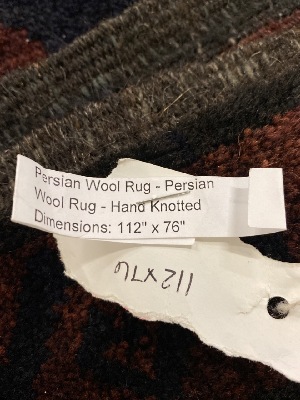 Persian Wool Rug - Persian
Wool Rug - Hand Knotted
Dimensions: 112" x 76"
112x76